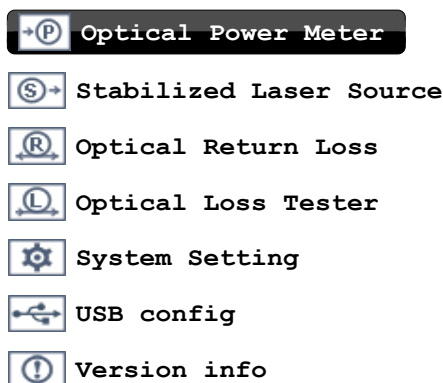 P Optical Power Meter
S Stabilized Laser Source
R Optical Return Loss
L Optical Loss Tester
System Setting
USB config
Version info